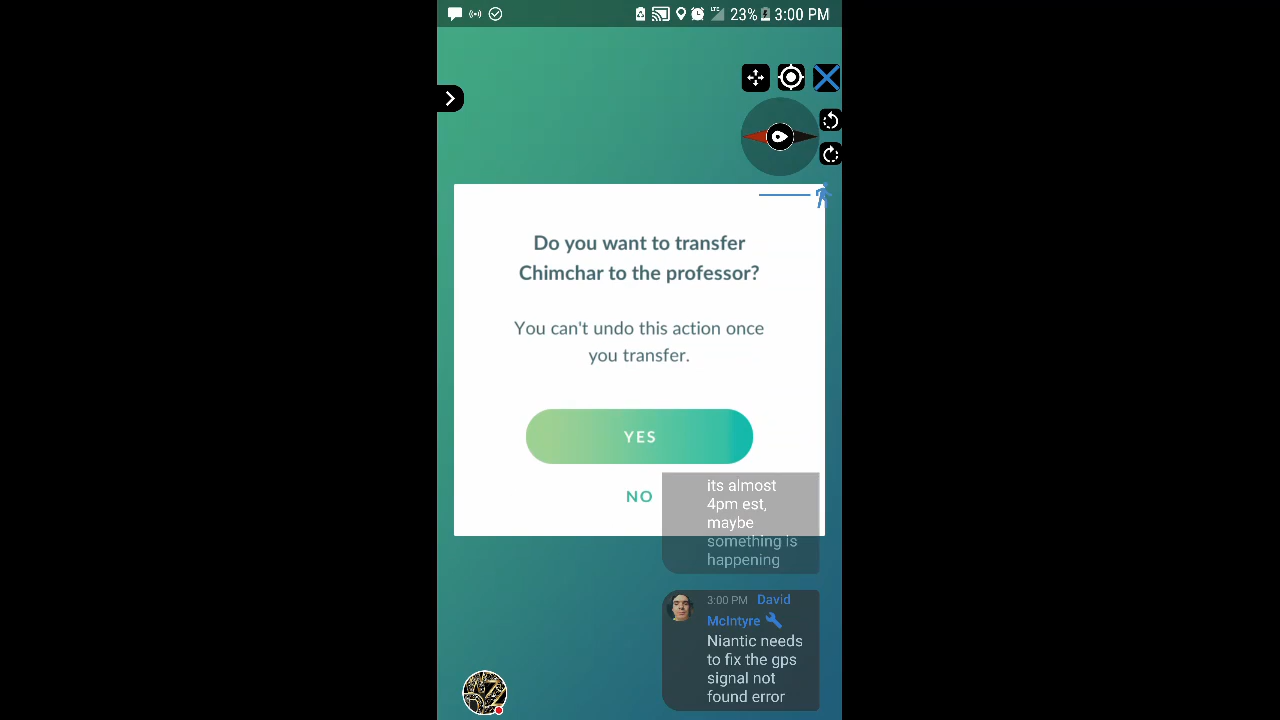 LTE 23% 3:00 PM
Do you want to transfer
Chimchar to the professor?
You can't undo this action once
you transfer.
YES
NO
its almost
4pm est,
maybe
something is
happening
3:00 PM David
McIntyre
Niantic needs
to fix the gps
signal not
found error